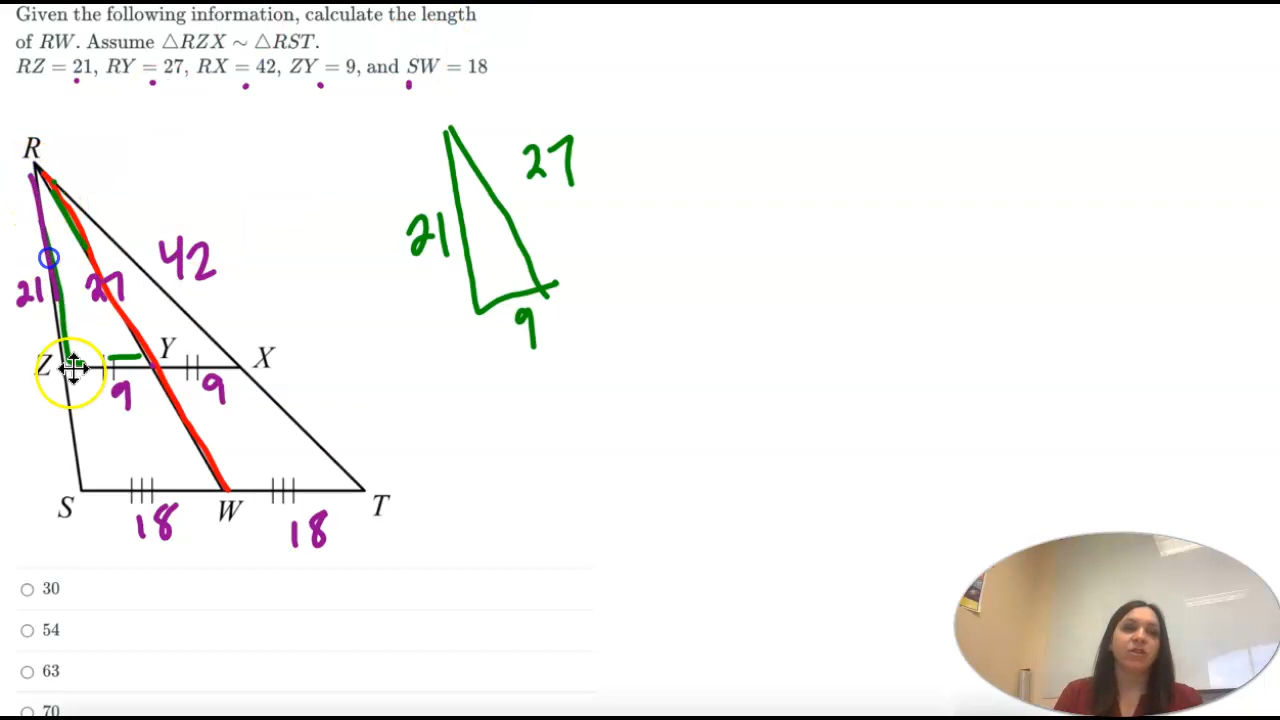 Given the following information, calculate the length
of RW. Assume △RZX ∼ △RST.
RZ = 21, RY = 27, RX = 42, ZY = 9, and SW = 18
R
42
21
27
Z
Y
X
9
9
S
W
T
18
18
27
21
9
30
54
63
70